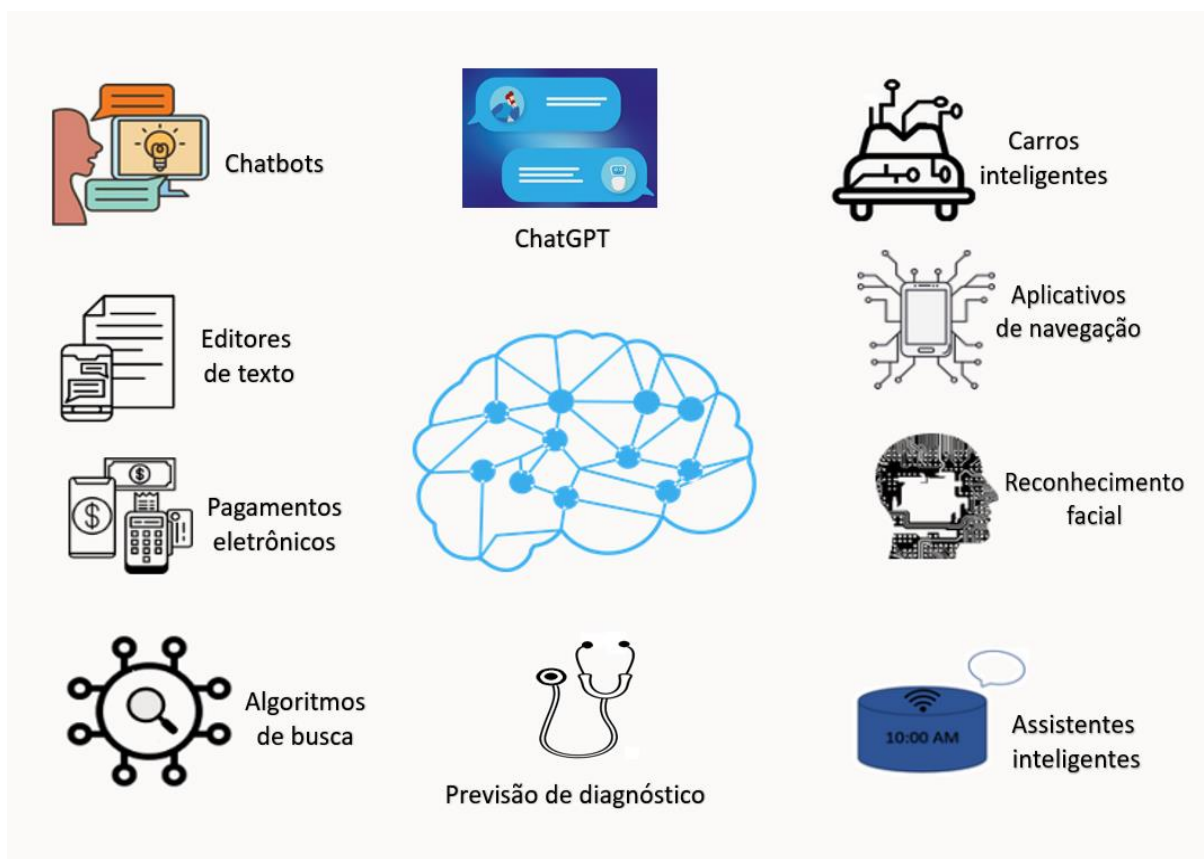 Chatbots
ChatGPT
Carros
inteligentes
Editores
de texto
Aplicativos
de navegação
Pagamentos
eletrônicos
$
$
Reconhecimento
facial
Algoritmos
de busca
Previsão de diagnóstico
10:00 AM
Assistentes
inteligentes